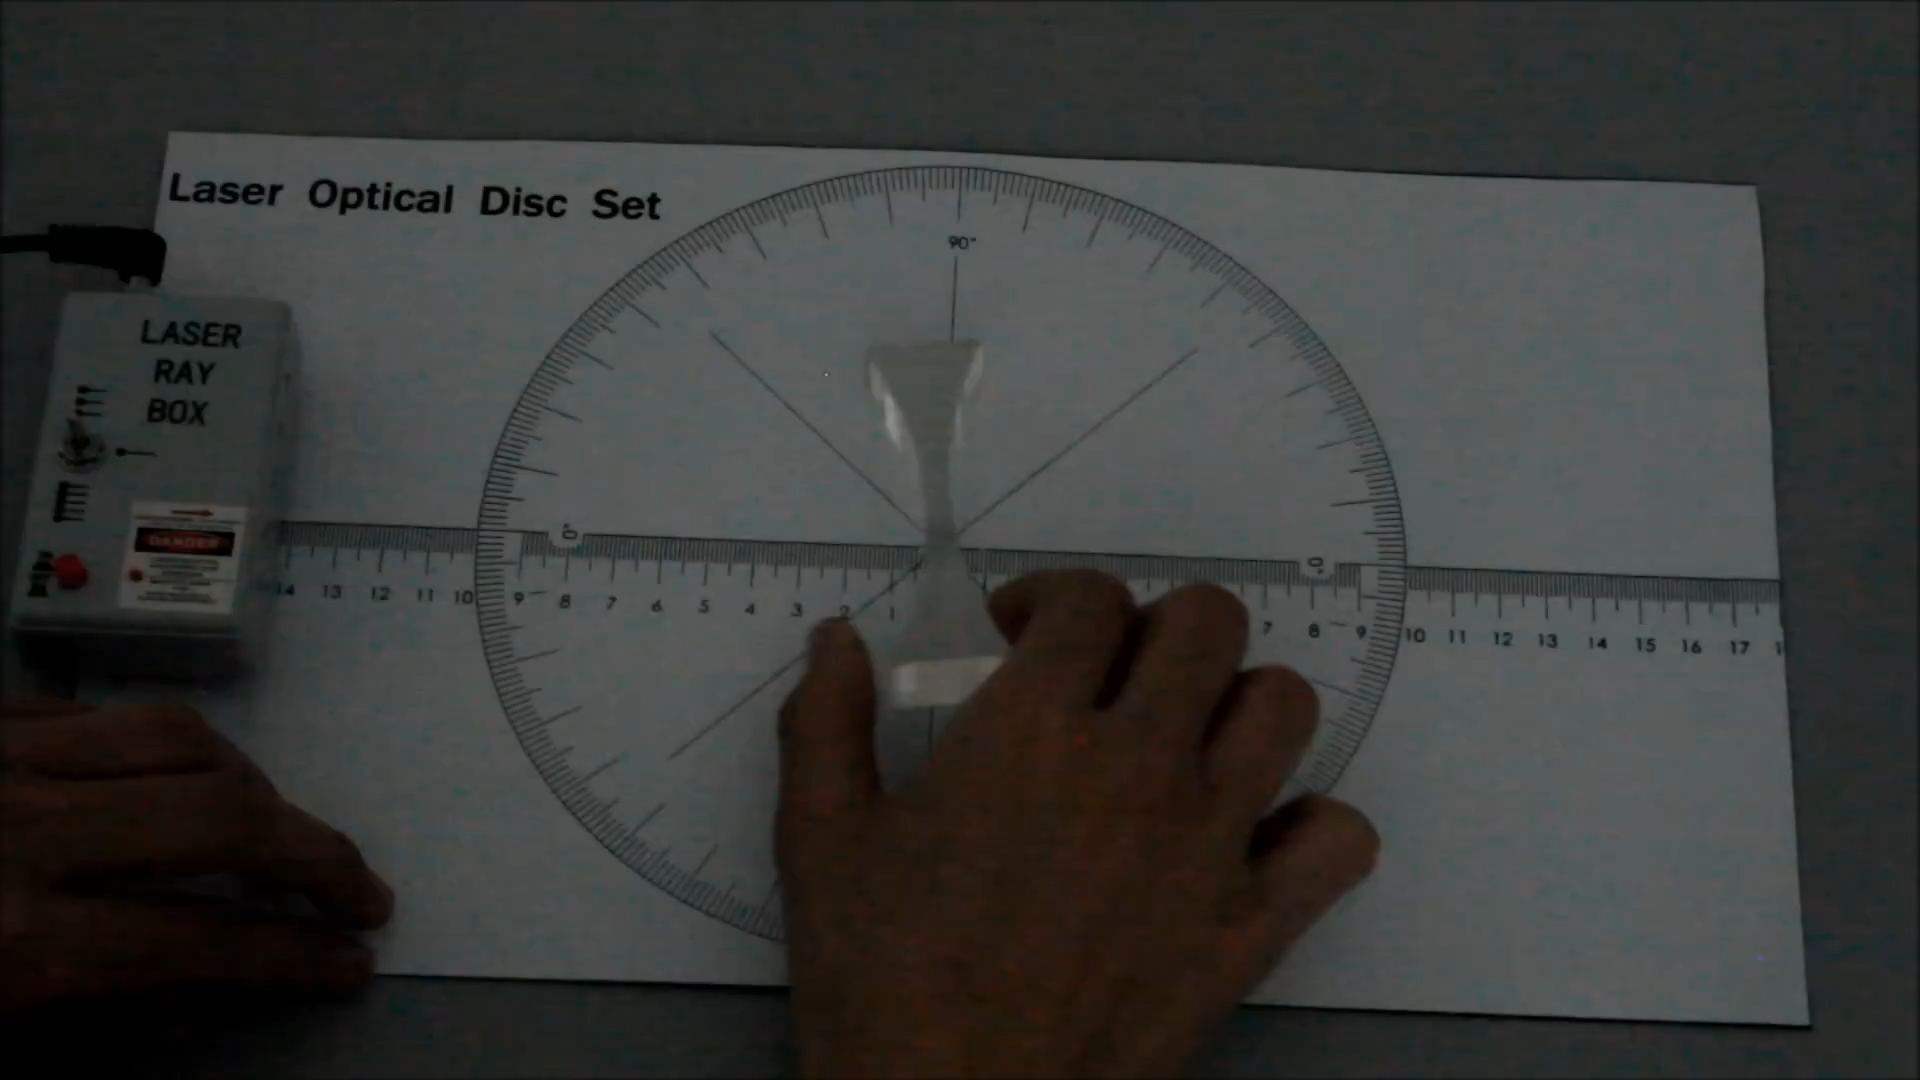 Laser Optical Disc Set
90°
LASER
RAY
BOX
DANGER
0°
0°
14 13 12 11 10 9 8 7 6 5 4 3 2 1 7 8 9 10 11 12 13 14 15 16 17